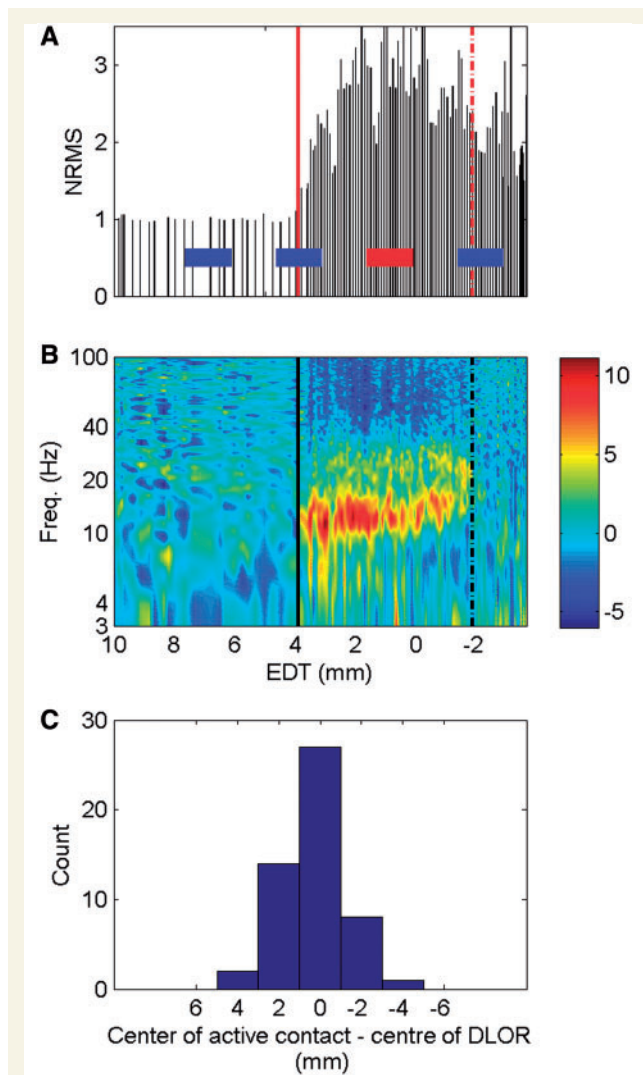 A
3
2
1
0
NRMS
B
100
40
20
10
4
3
Freq. (Hz)
10 8 6 4 2 0 -2
EDT (mm)
10
5
0
-5
C
30
20
10
0
Count
6 4 2 0 -2 -4 -6
Center of active contact - centre of DLOR
(mm)